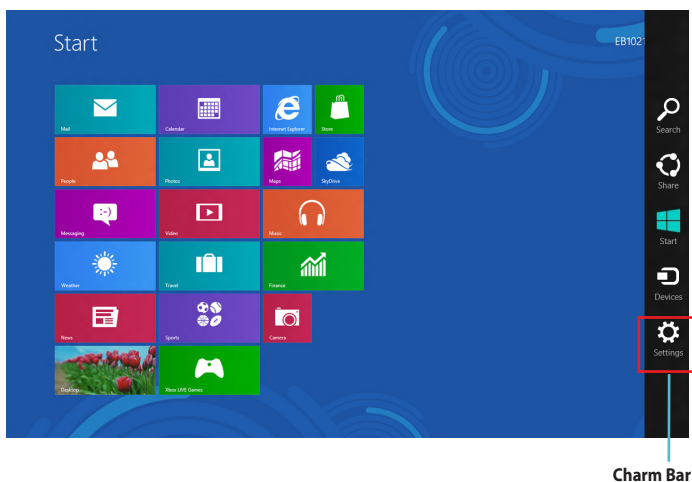 Start
EB1021
Search
Share
Start
Devices
Settings
Mail
Calendar
Internet Explorer
Store
People
Photos
Maps
SkyDrive
Messaging
Video
Music
Weather
Travel
Finance
News
Sports
Camera
Desktop
Xbox LIVE Games
Charm Bar